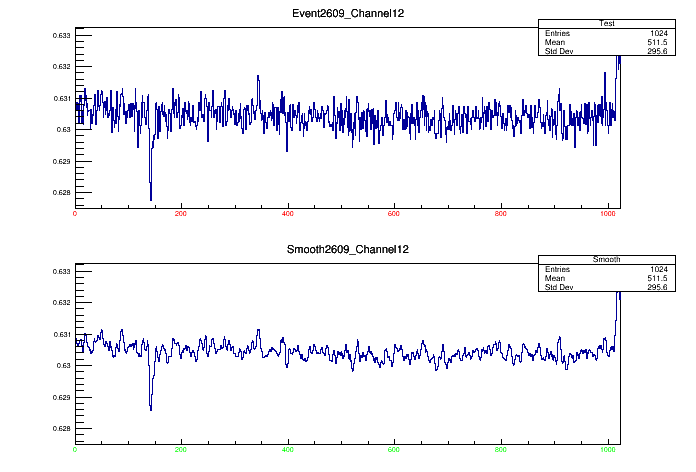 Event2609_Channel12
Test
Entries 1024
Mean 511.5
Std Dev 295.6
0.633
0.632
0.631
0.63
0.629
0.628
0 200 400 600 800 1000
Smooth2609_Channel12
Smooth
Entries 1024
Mean 511.5
Std Dev 295.6
0.633
0.632
0.631
0.63
0.629
0.628
0 200 400 600 800 1000